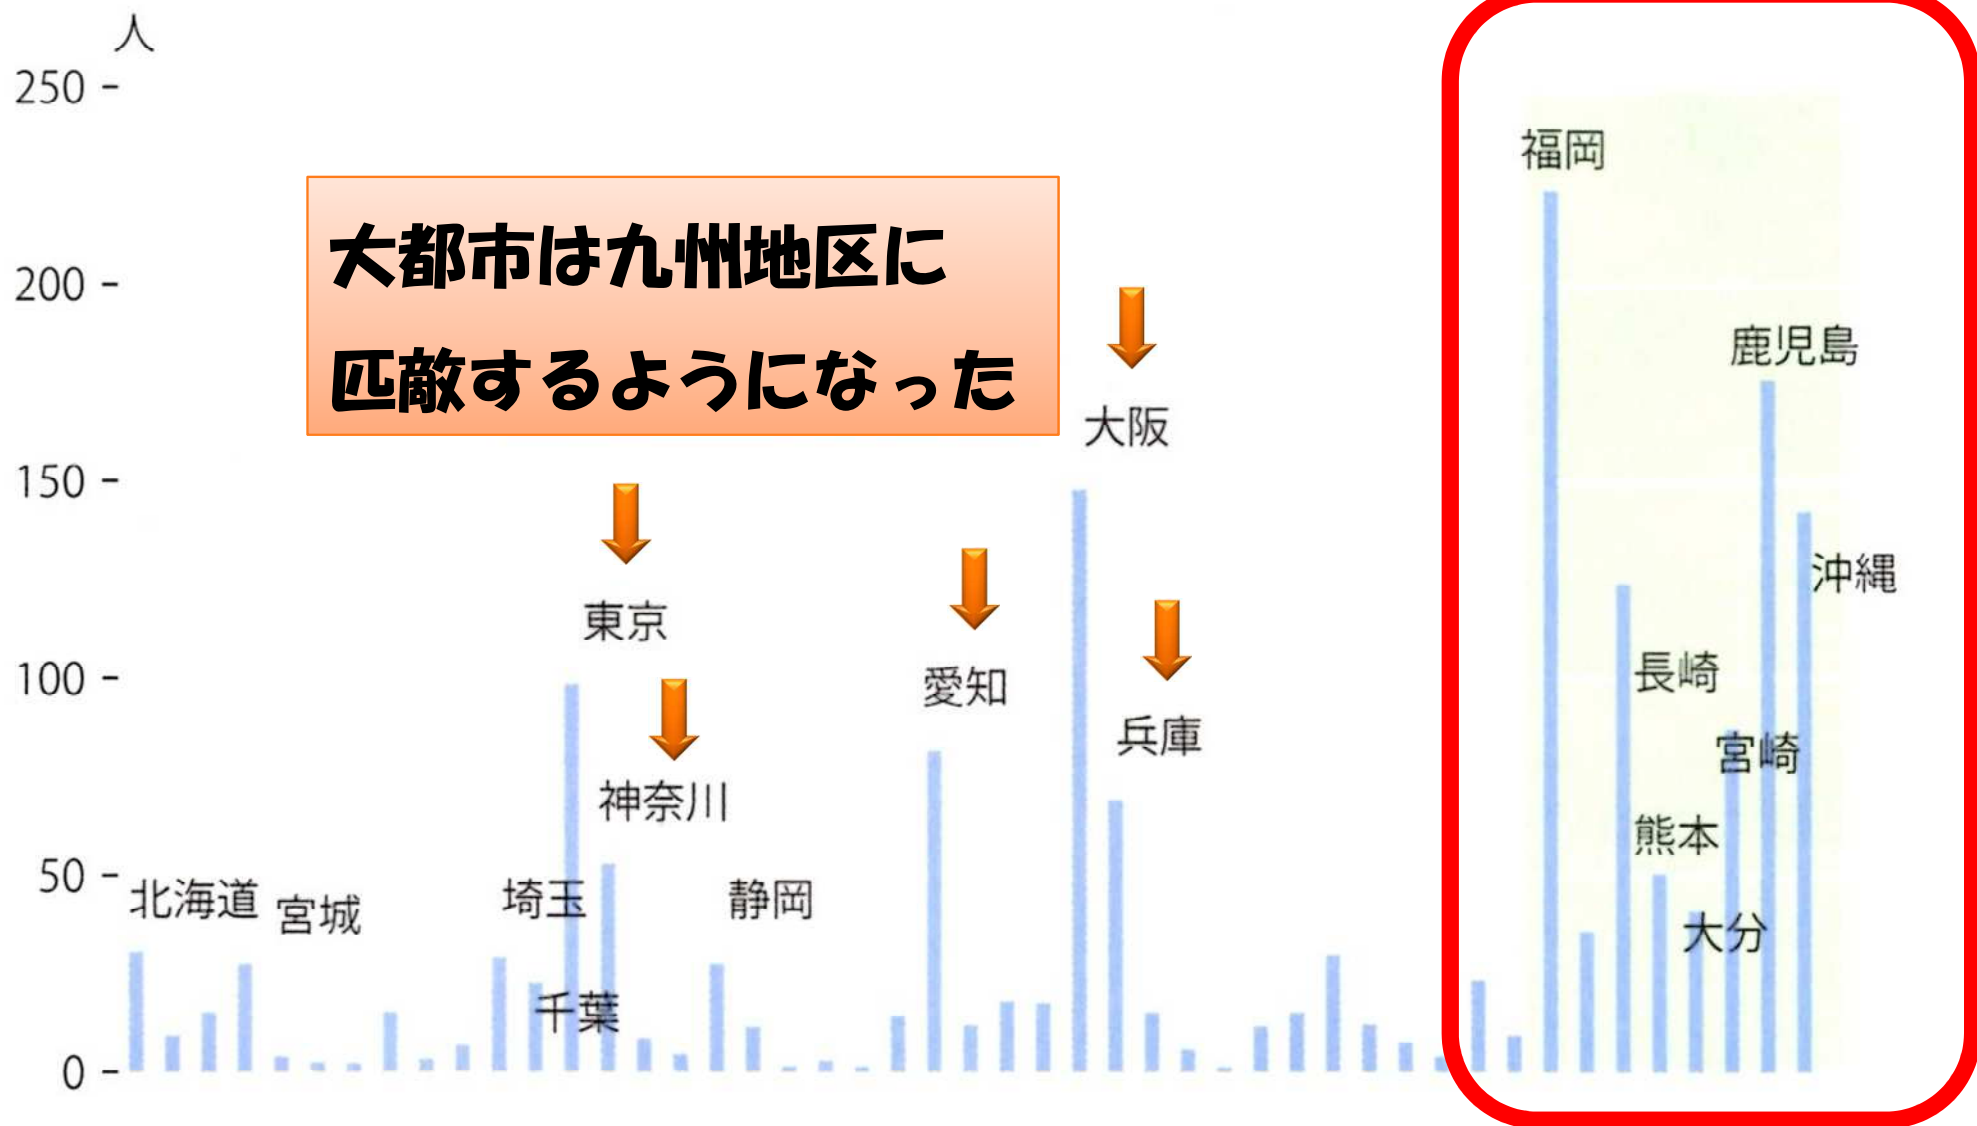 人
250
200
150
100
50
0
大都市は九州地区に
匹敵するようになった
北海道
宮城
埼玉
千葉
東京
神奈川
静岡
愛知
大阪
兵庫
福岡
長崎
熊本
大分
宮崎
鹿児島
沖縄